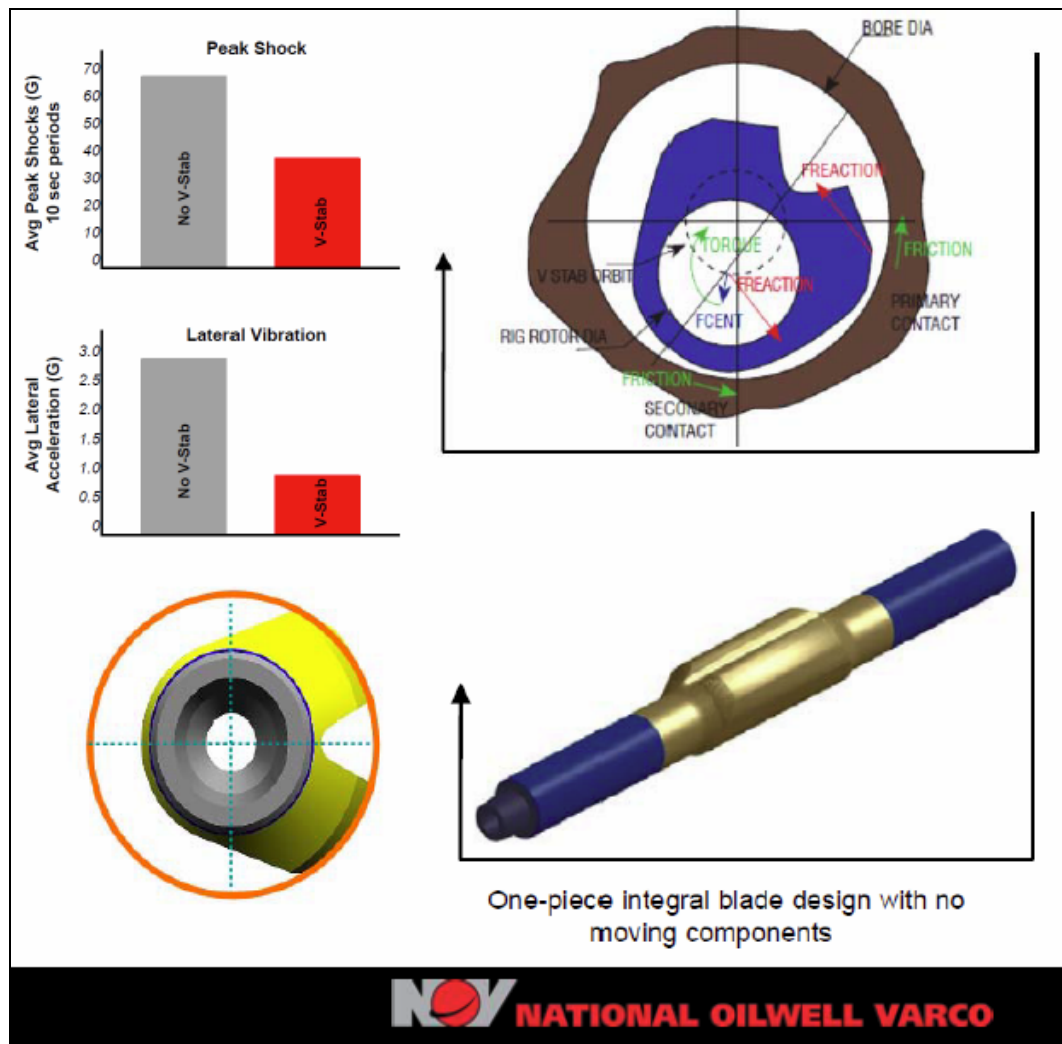 Peak Shock
Avg Peak Shocks (G)
10 sec periods
70
60
50
40
30
20
10
0
No V-Stab
V-Stab
Lateral Vibration
Avg Lateral
Acceleration (G)
3.0
2.5
2.0
1.5
1.0
0.5
0
No V-Stab
V-Stab
BORE DIA
FREACTION
TORQUE
FRICTION
V STAB ORBIT
FREACTION
PRIMARY
CONTACT
FCENT
RIG ROTOR DIA
FRICTION
SECONARY
CONTACT
One-piece integral blade design with no
moving components
NOV NATIONAL OILWELL VARCO